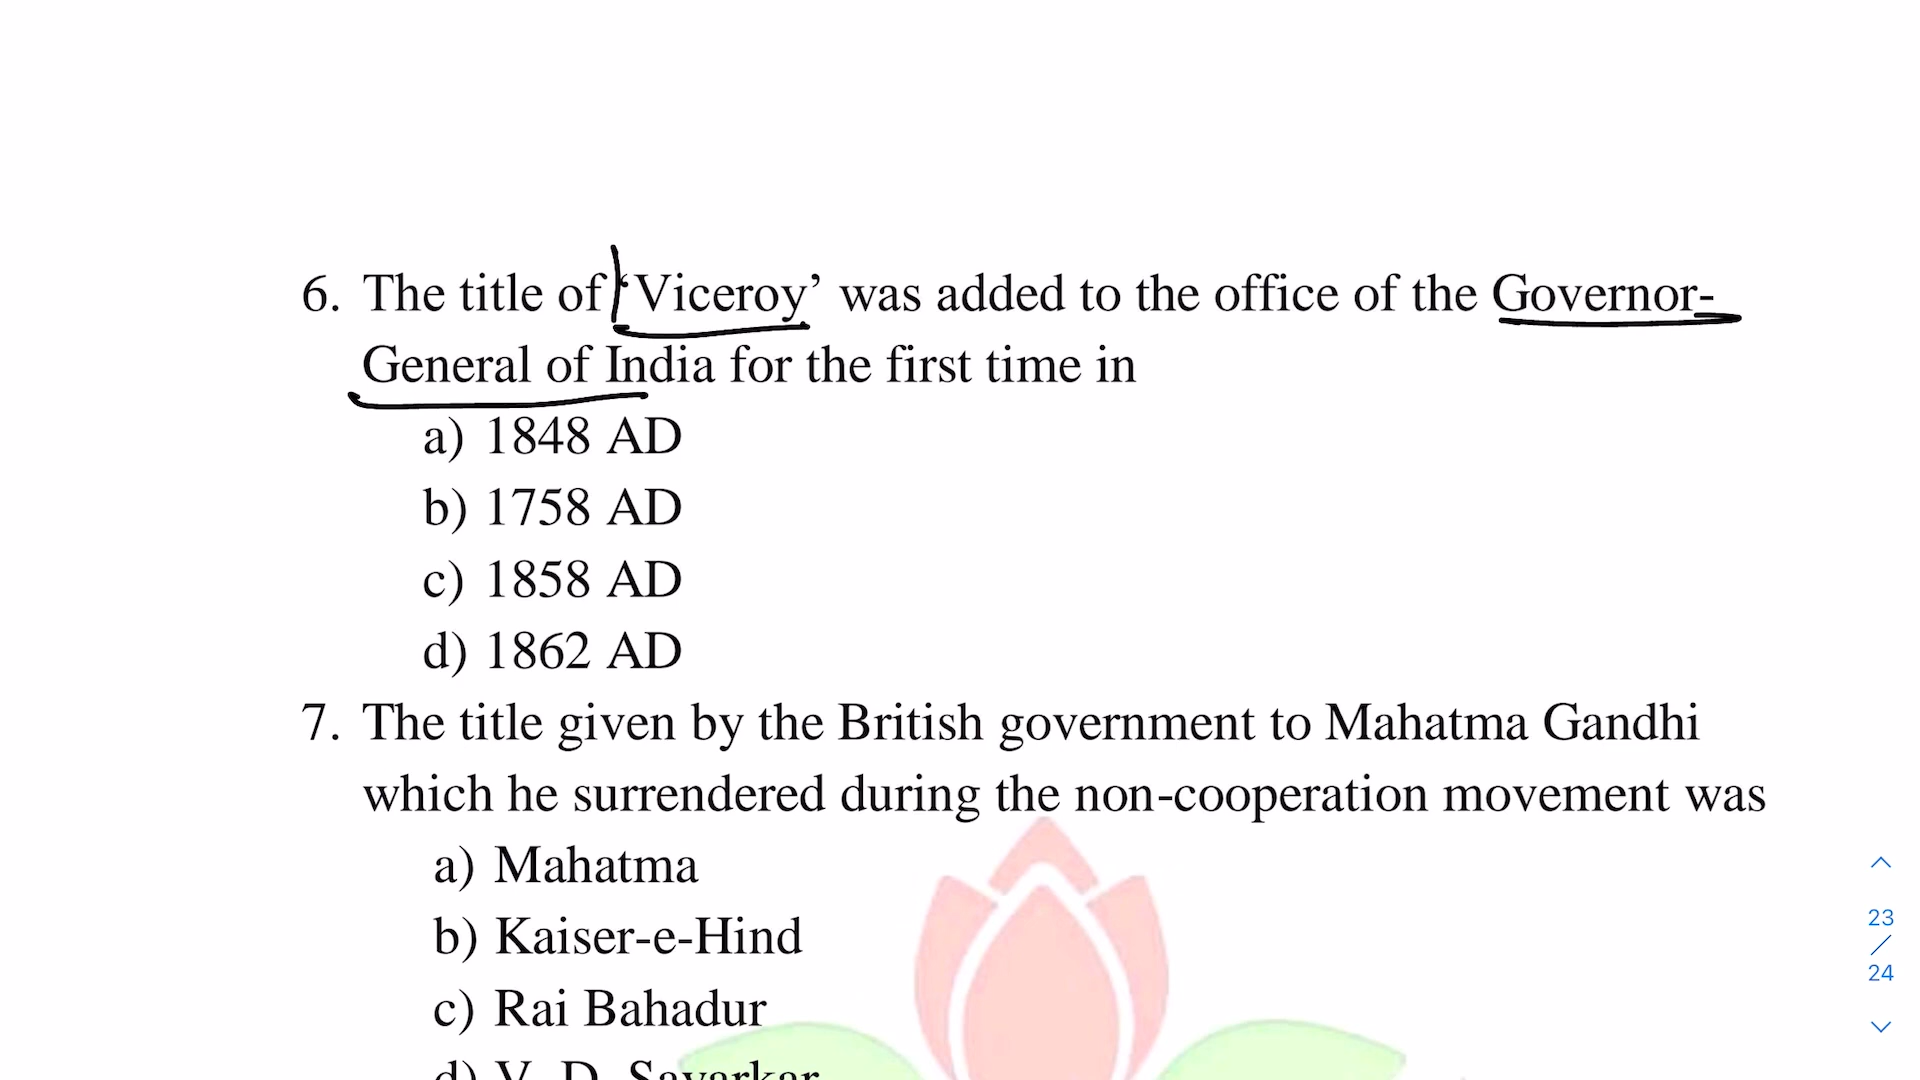 6. The title of ‘Viceroy’ was added to the office of the Governor-
General of India for the first time in
a) 1848 AD
b) 1758 AD
c) 1858 AD
d) 1862 AD
7. The title given by the British government to Mahatma Gandhi
which he surrendered during the non-cooperation movement was
a) Mahatma
b) Kaiser-e-Hind
c) Rai Bahadur
d) V. D. Savarkar
23
/
24